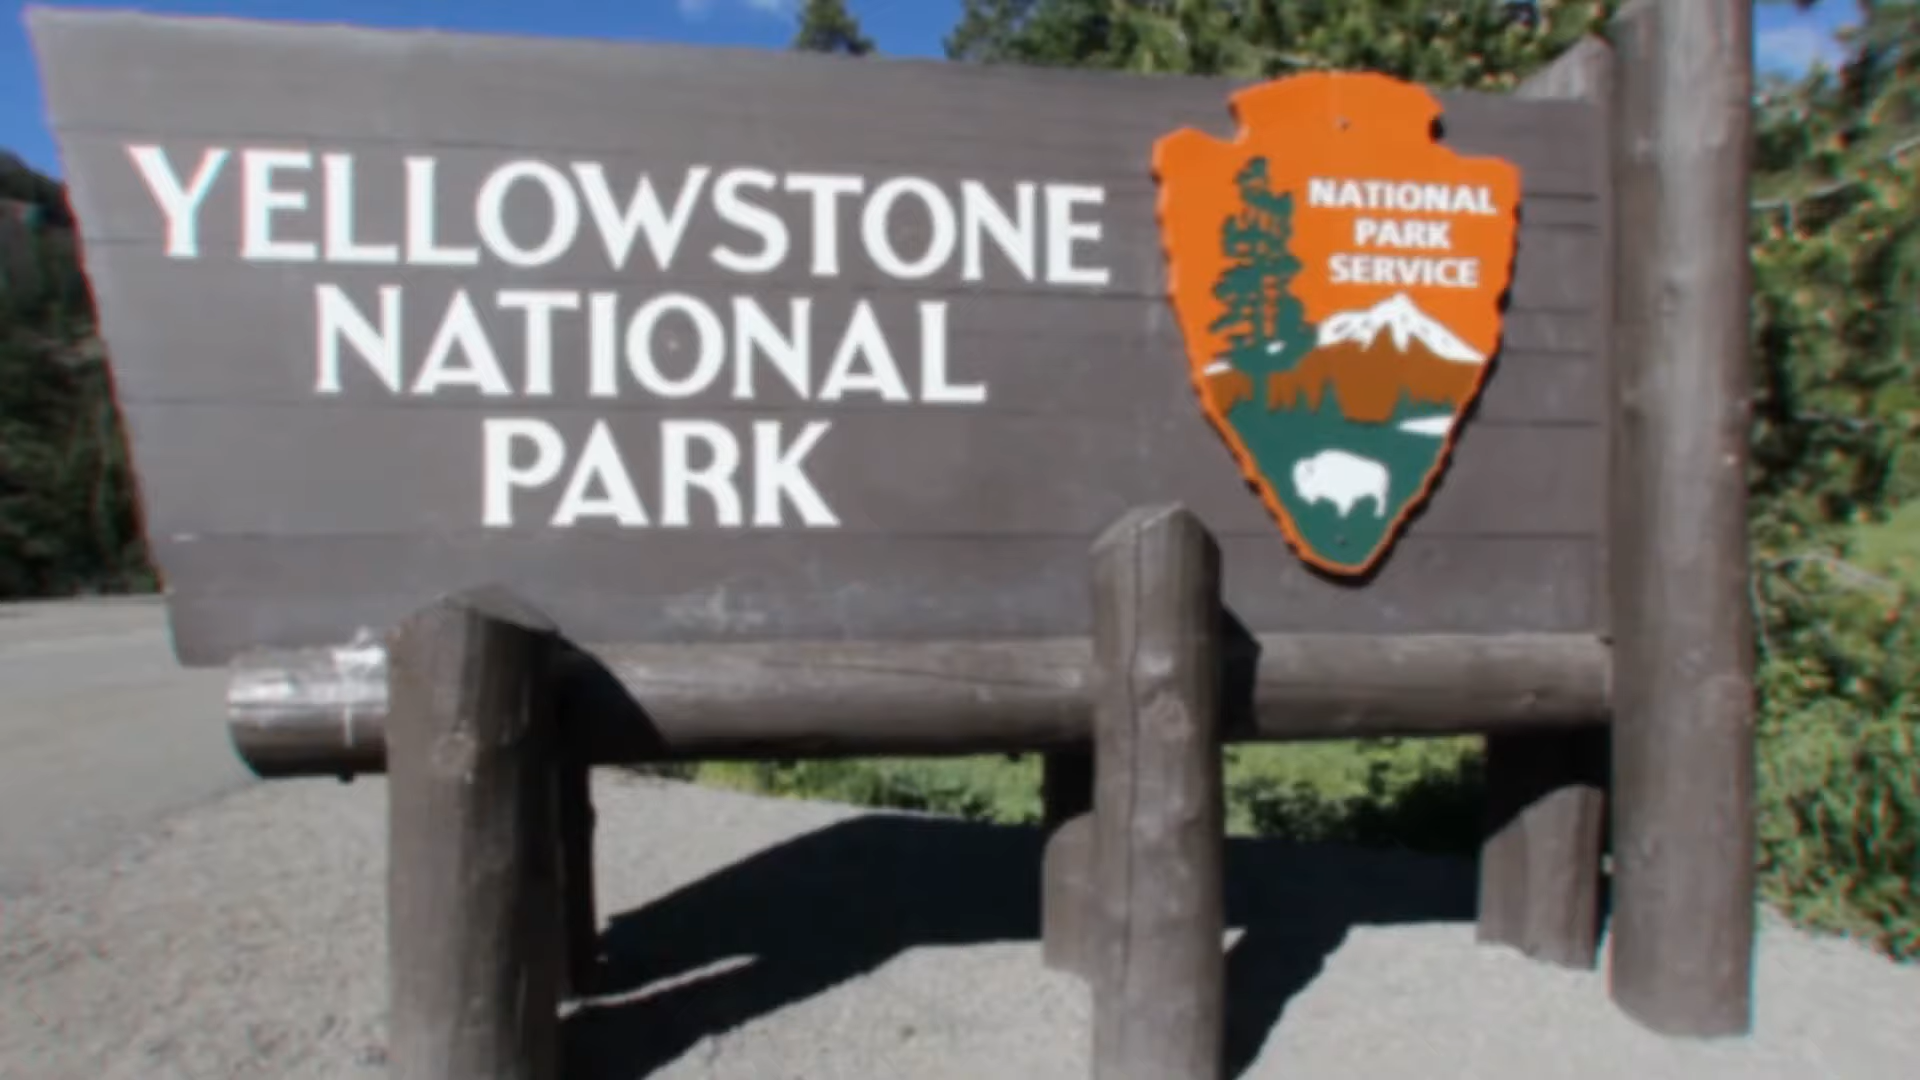 YELLOWSTONE
NATIONAL
PARK
NATIONAL
PARK
SERVICE